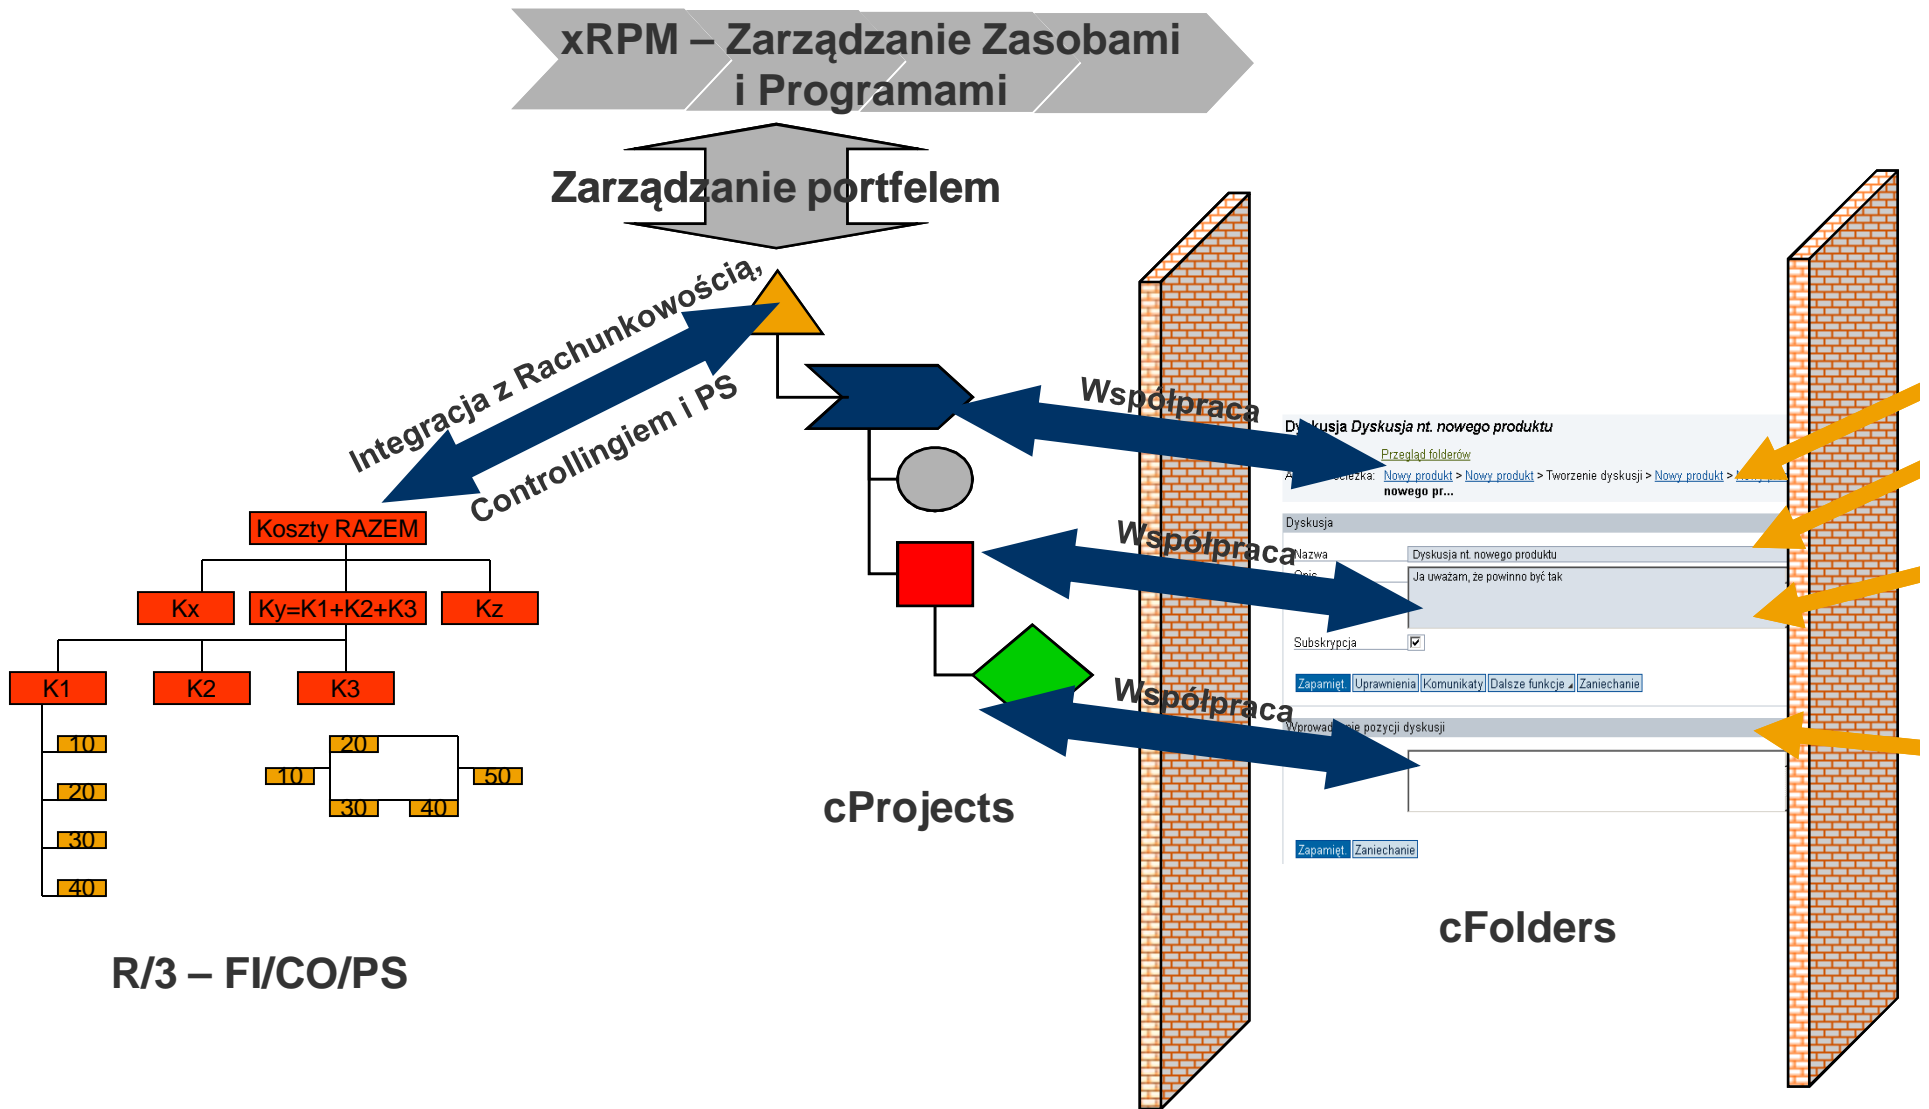 xRPM – Zarządzanie Zasobami
i Programami
Zarządzanie portfelem
Integracja z Rachunkowością,
Controllingiem i PS
Koszty RAZEM
Kx
Ky=K1+K2+K3
Kz
K1
K2
K3
10
20
30
40
10
20
30
40
50
R/3 – FI/CO/PS
cProjects
Współpraca
Współpraca
Współpraca
Dyskusja Dyskusja nt. nowego produktu
Przegląd folderów
Nowy produkt > Nowy produkt > Tworzenie dyskusji > Nowy produkt >
nowego pr...
Dyskusja
Nazwa
Dyskusja nt. nowego produktu
Opis
Ja uważam, że powinno być tak
Subskrypcja
Zapamięt. Uprawnienia Komunikaty Dalsze funkcje Zaniechanie
Wprowadzenie pozycji dyskusji
Zapamięt. Zaniechanie
cFolders